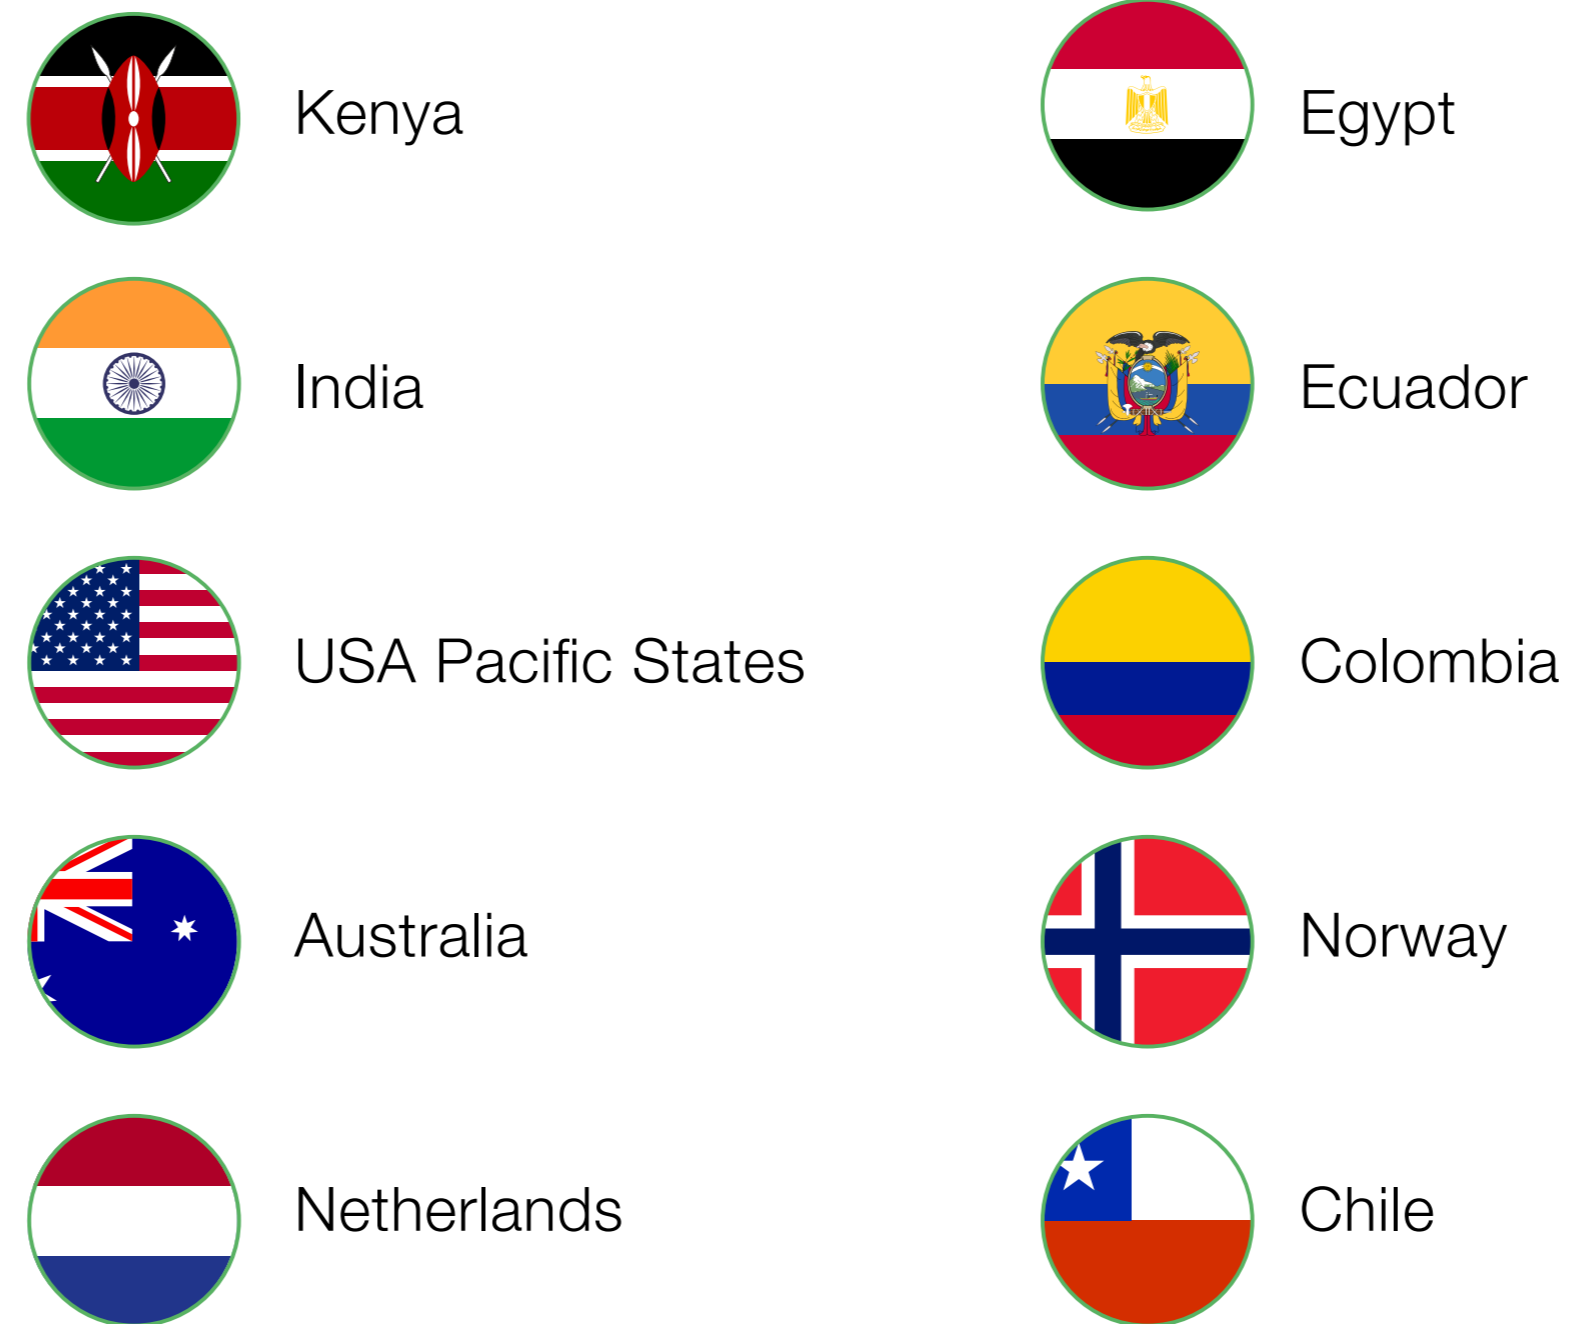 Kenya
Egypt
India
Ecuador
USA Pacific States
Colombia
Australia
Norway
Netherlands
Chile